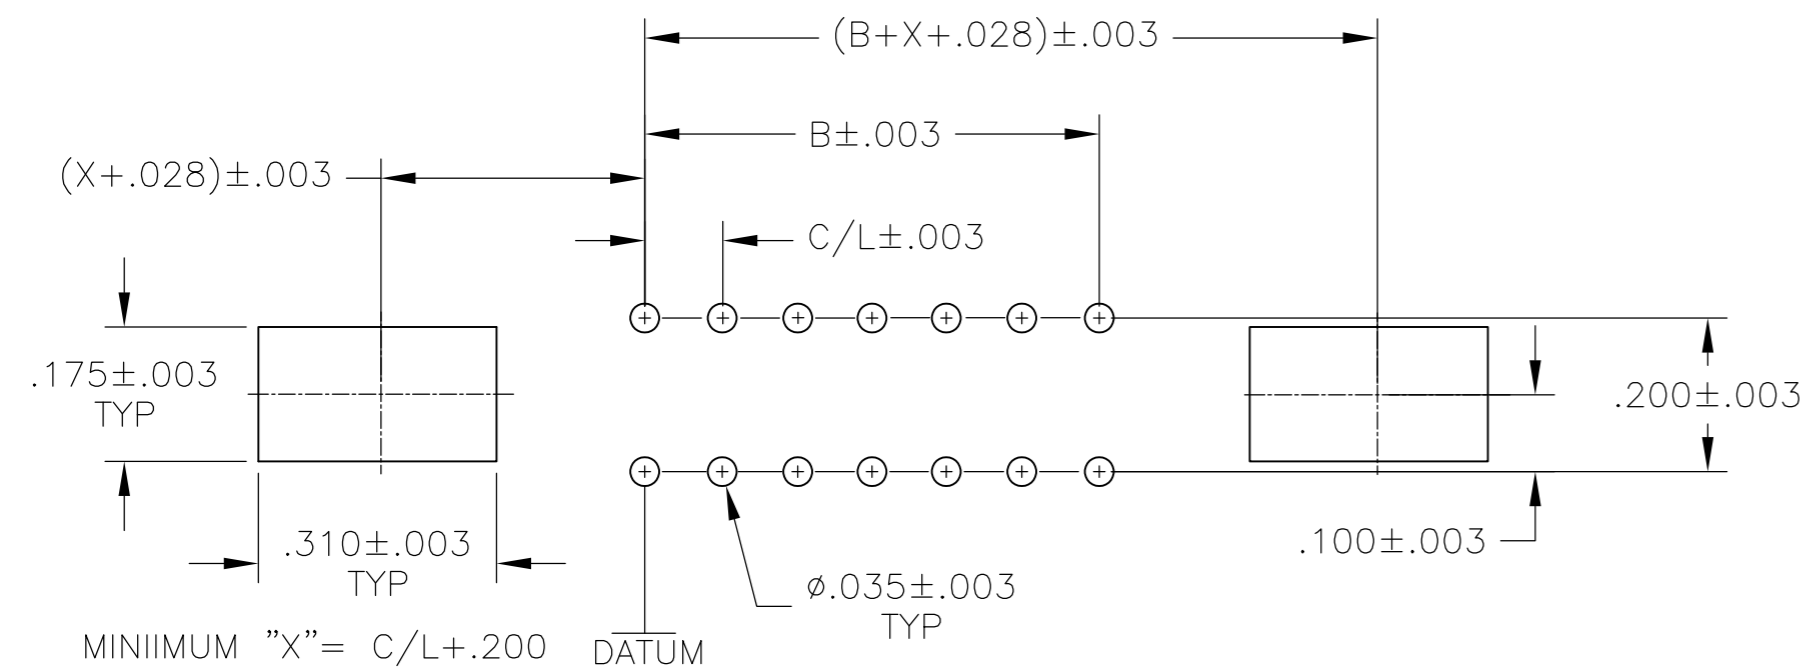 (B+X+.028)±.003
B±.003
(X+.028)±.003
C/L±.003
.175±.003
TYP
.200±.003
.310±.003
TYP
.100±.003
ø.035±.003
TYP
MINIIMUM "X"= C/L+.200
DATUM